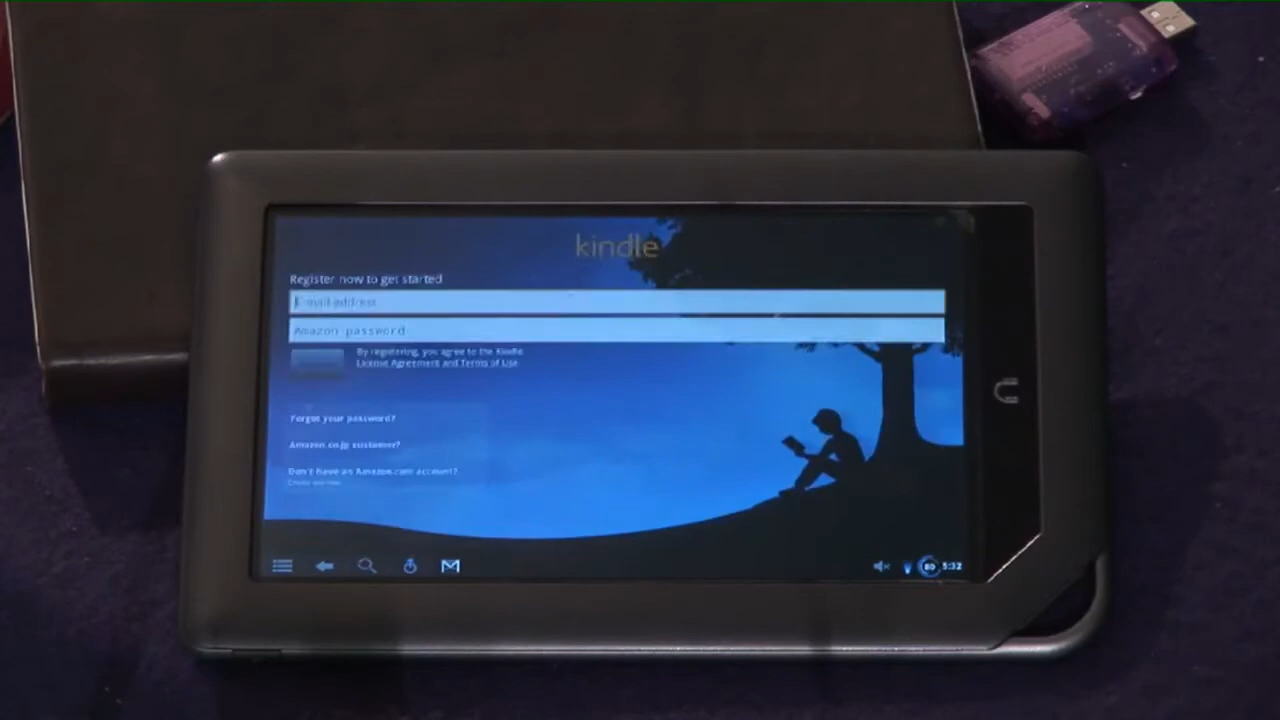 kindle
Register now to get started
E-mail address
Amazon password
By registering, you agree to the Kindle
License Agreement and Terms of Use
Forgot your password?
Amazon.co.jp customer?
Don't have an Amazon.com account?
80 5:32